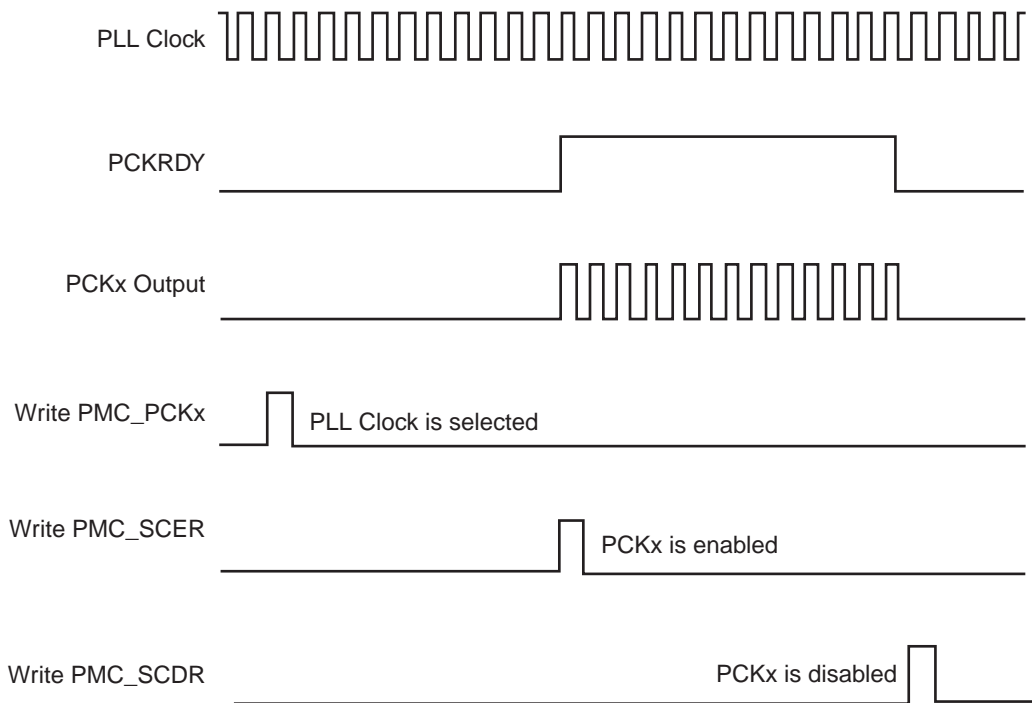 PLL Clock
PCKRDY
PCKx Output
Write PMC_PCKx
PLL Clock is selected
Write PMC_SCER
PCKx is enabled
Write PMC_SCDR
PCKx is disabled